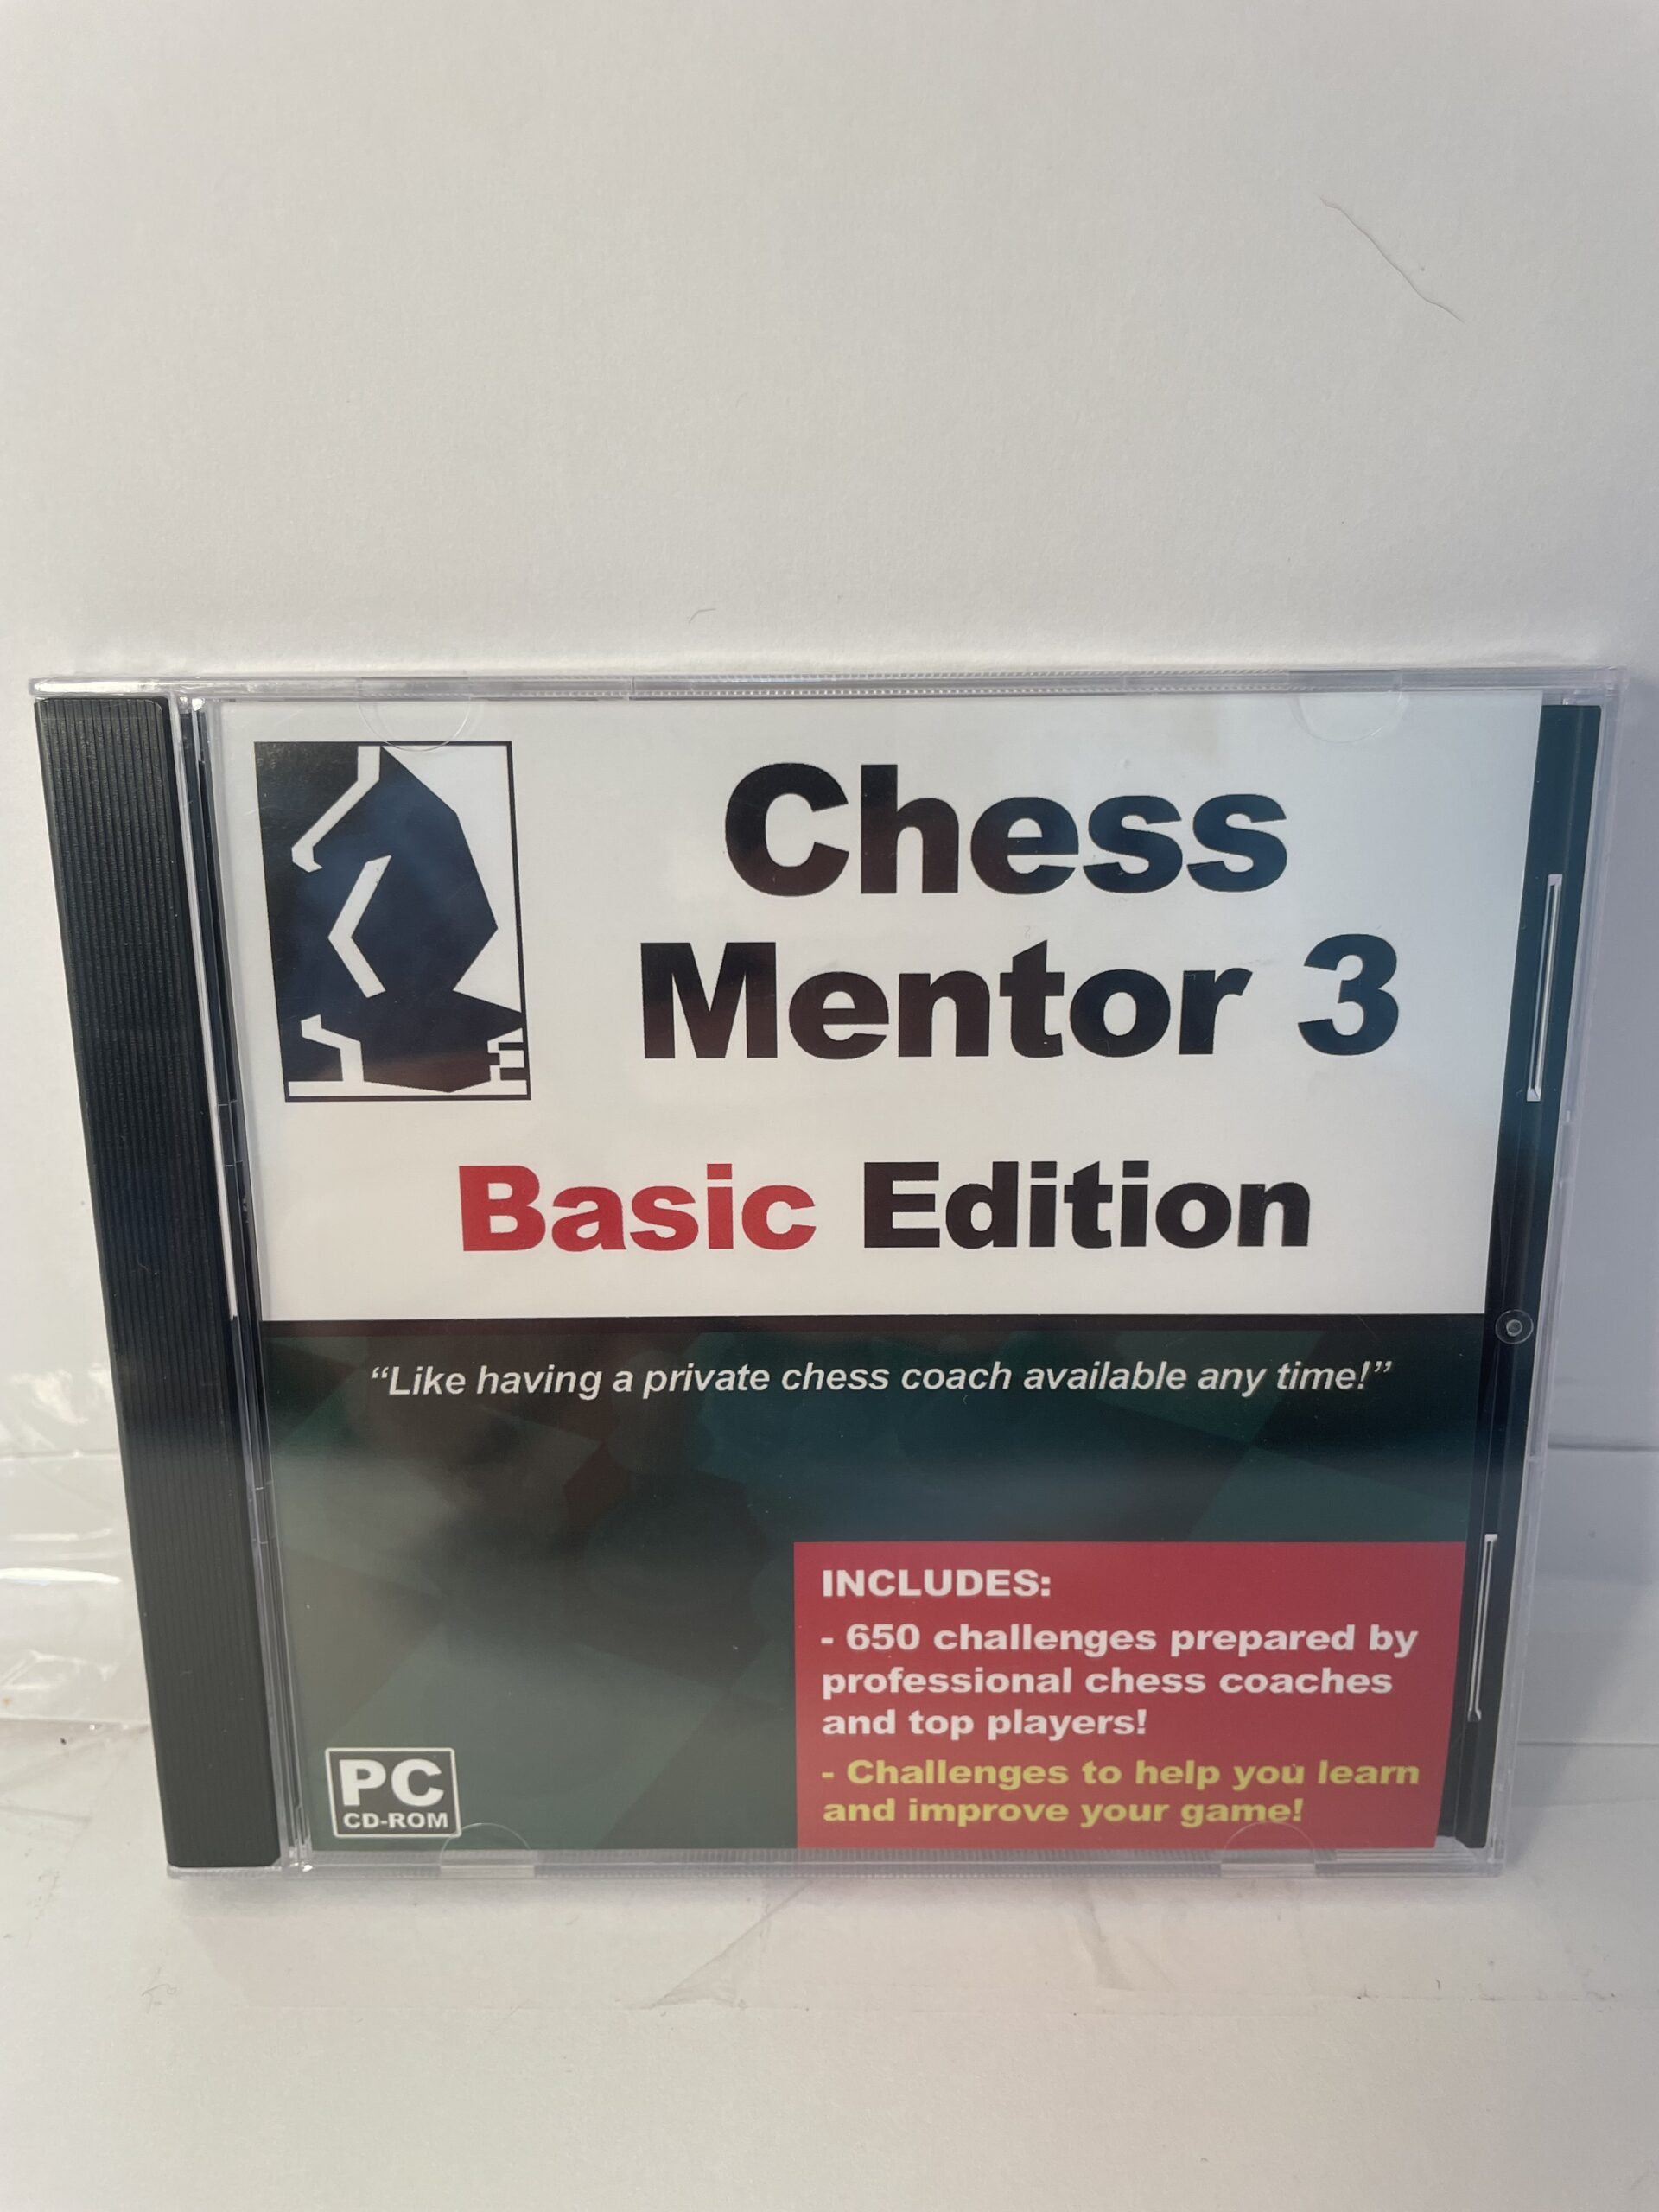 Chess
Mentor 3
Basic Edition
“Like having a private chess coach available any time!”
INCLUDES:
- 650 challenges prepared by
professional chess coaches
and top players!
- Challenges to help you learn
and improve your game!
PC
CD-ROM